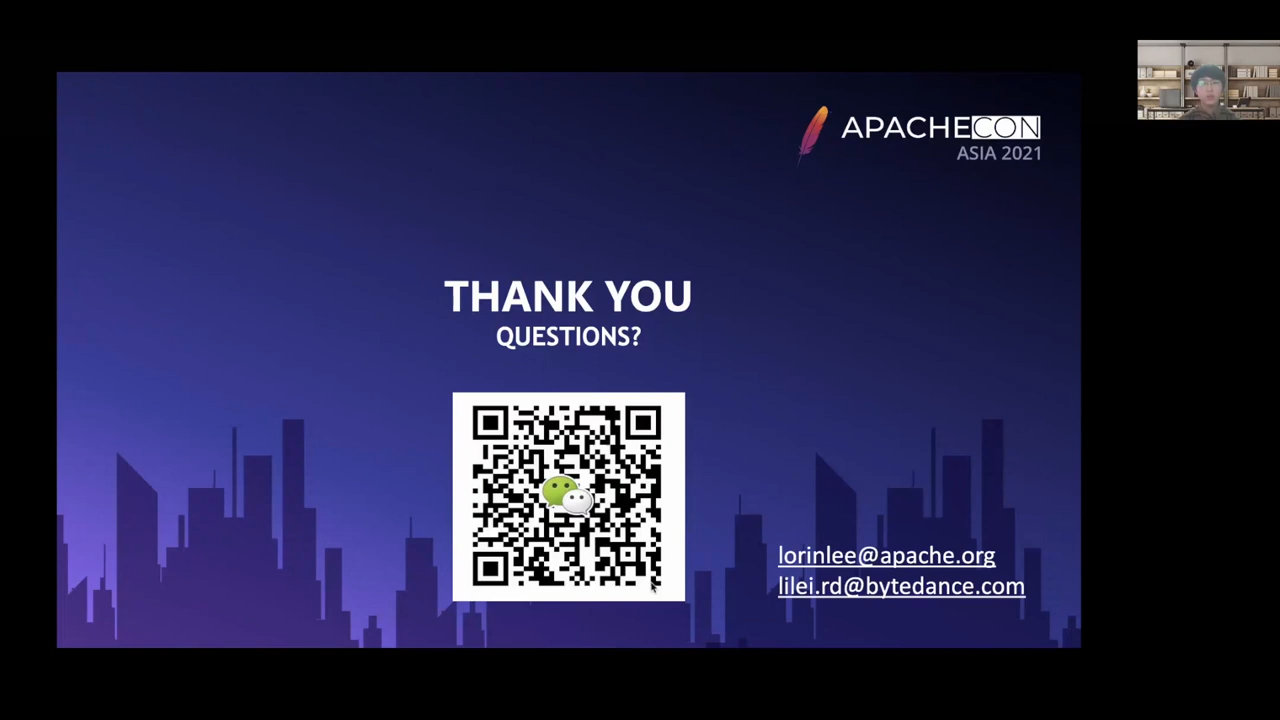 APACHECON
ASIA 2021
THANK YOU
QUESTIONS?
lorinlee@apache.org
lilei.rd@bytedance.com